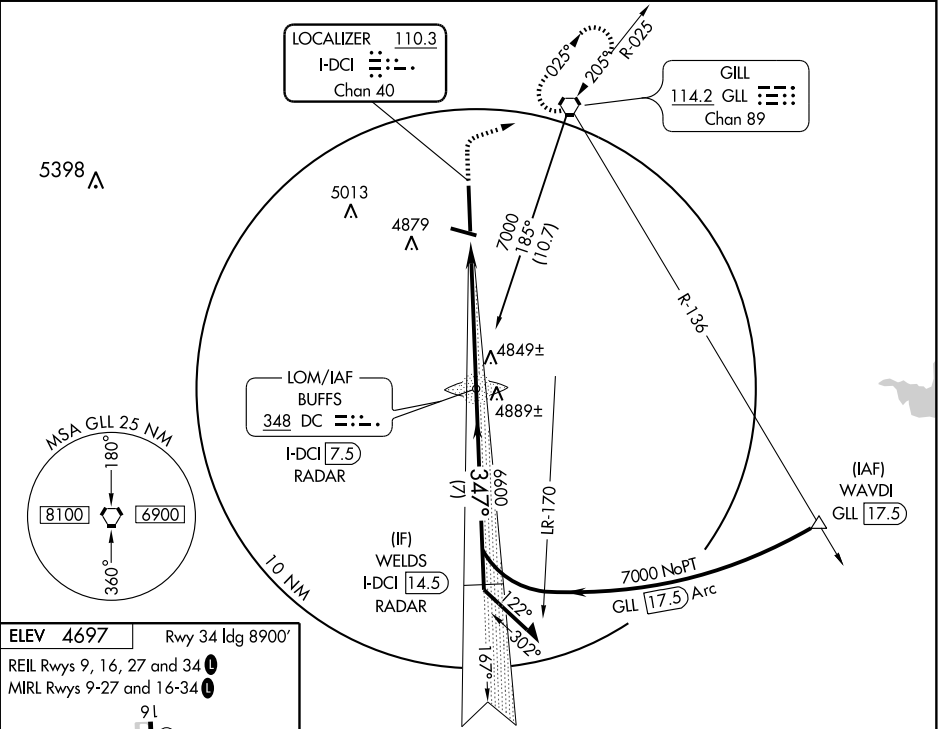 LOCALIZER 110.3
I-DCI
Chan 40
025°
205°
R-025
GILL
114.2 GLL
Chan 89
5398
5013
4879
7000
185°
(10.7)
R-136
4849±
4889±
LOM/IAF
BUFFS
348 DC
I-DCI 7.5
RADAR
MSA GLL 25 NM
180°
8100
6900
360°
347°
(7)
6600
LR-170
(IAF)
WAVDI
GLL 17.5
(IF)
WELDS
I-DCI 14.5
RADAR
7000 NoPT
GLL 17.5 Arc
122°
302°
167°
10 NM
ELEV 4697
Rwy 34 ldg 8900'
REIL Rwys 9, 16, 27 and 34 L
MIRL Rwys 9-27 and 16-34 L
16